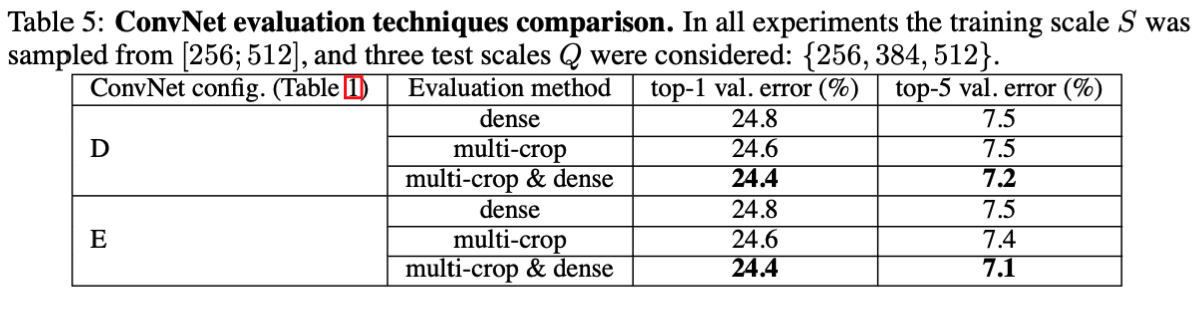 Table 5: ConvNet evaluation techniques comparison. In all experiments the training scale S was
sampled from [256; 512], and three test scales Q were considered: {256, 384, 512}.
ConvNet config. (Table 1) Evaluation method top-1 val. error (%) top-5 val. error (%)
D
dense 24.8 7.5
multi-crop 24.6 7.5
multi-crop & dense 24.4 7.2
E
dense 24.8 7.5
multi-crop 24.6 7.4
multi-crop & dense 24.4 7.1